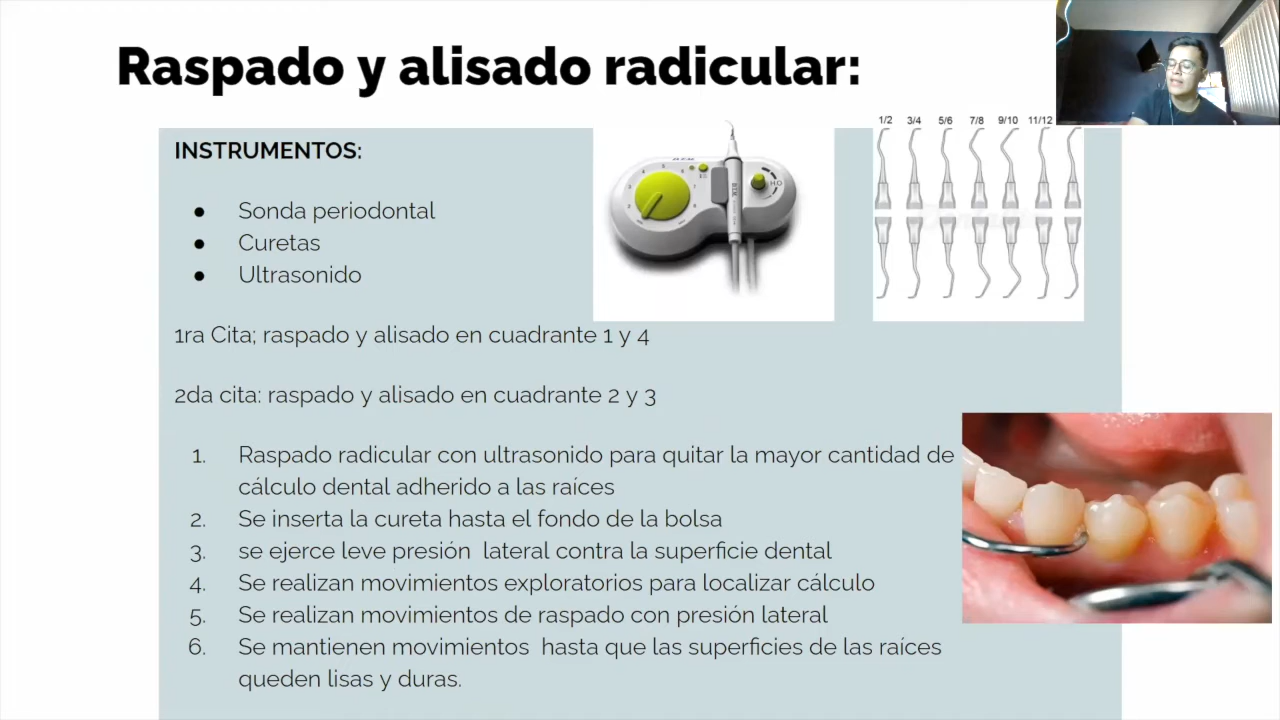 Raspado y alisado radicular:
INSTRUMENTOS:
● Sonda periodontal
● Curetas
● Ultrasonido
1/2 3/4 5/6 7/8 9/10 11/12
H2O
1ra Cita; raspado y alisado en cuadrante 1 y 4
2da cita: raspado y alisado en cuadrante 2 y 3
1. Raspado radicular con ultrasonido para quitar la mayor cantidad de
cálculo dental adherido a las raíces
2. Se inserta la cureta hasta el fondo de la bolsa
3. se ejerce leve presión lateral contra la superficie dental
4. Se realizan movimientos exploratorios para localizar cálculo
5. Se realizan movimientos de raspado con presión lateral
6. Se mantienen movimientos hasta que las superficies de las raíces
queden lisas y duras.